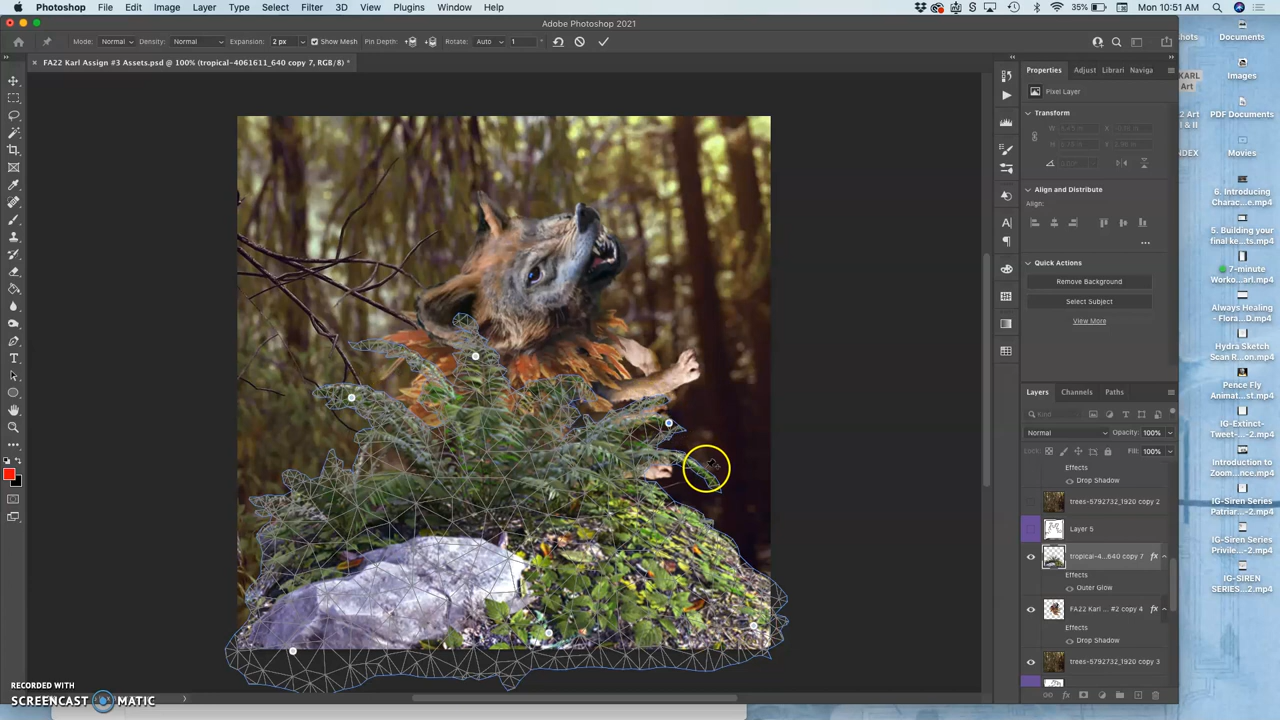 Photoshop File Edit Image Layer Type Select Filter 3D View Plugins Window Help 35% Mon 10:51 AM
Adobe Photoshop 2021
Mode: Normal Density: Normal Expansion: 2 px Show Mesh Pin Depth: Rotate: Auto 1 °
FA22 Karl Assign #3 Assets.psd @ 100% (tropical-4061611_640 copy 7, RGB/8) *
Properties Adjust Librari Naviga
Pixel Layer
Transform
Align and Distribute
Align:
Quick Actions
Remove Background
Select Subject
View More
Layers Channels Paths
Kind
Normal Opacity: 100%
Lock: Fill: 100%
Effects
Drop Shadow
trees-5792732_1920 copy 2
Layer 5
tropical-4...640 copy 7 fx
Effects
Outer Glow
FA22 Karl ... #2 copy 4 fx
Effects
Drop Shadow
trees-5792732_1920 copy 3
Documents
Images
KARL
Art
PDF Documents
Movies
6. Introducing
Charac...e.mp4
5. Building your
final ke...ts.mp4
7-minute
Worko...arl.mp4
Always Healing
- Flora...D.mp4
Hydra Sketch
Scan R...on.mp4
Pence Fly
Animat...st.mp4
IG-Extinct-
Tweet-...-2.mp4
Introduction to
Zoom...nce.mp4
IG-Siren Series
Patriar...-2.mp4
IG-Siren Series
Privile...-2.mp4
IG-SIREN
SERIES...2.mp4
RECORDED WITH
SCREENCAST MATIC